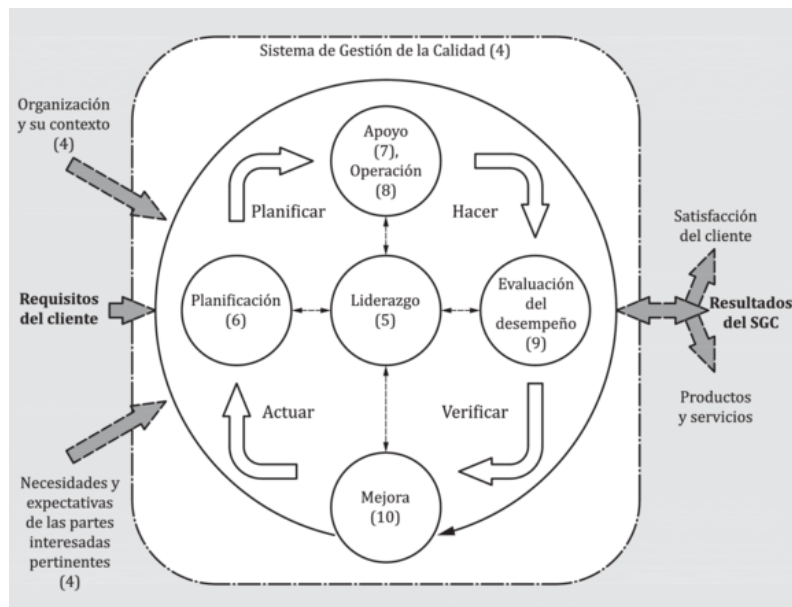 Sistema de Gestión de la Calidad (4)
Organización
y su contexto
(4)
Apoyo
(7),
Operación
(8)
Planificar
Hacer
Satisfacción
del cliente
Requisitos
del cliente
Planificación
(6)
Liderazgo
(5)
Evaluación
del
desempeño
(9)
Resultados
del SGC
Actuar
Verificar
Productos
y servicios
Necesidades y
expectativas
de las partes
interesadas
pertinentes
(4)
Mejora
(10)